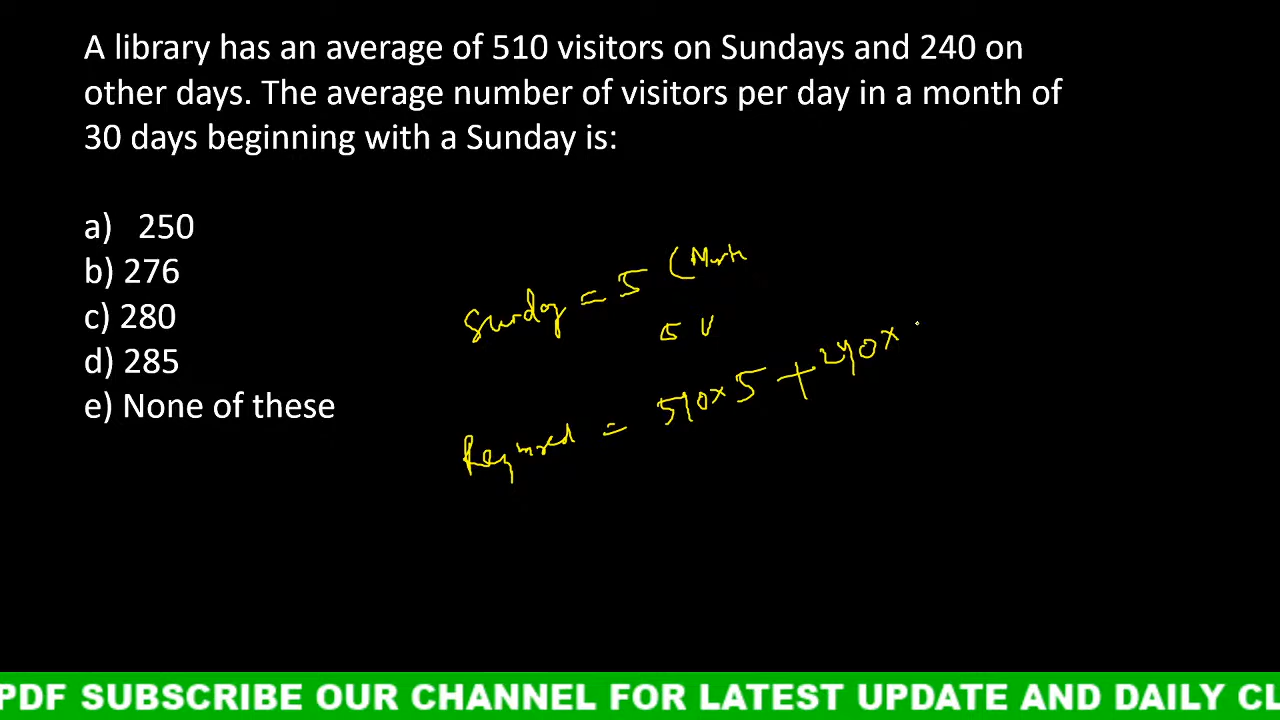 A library has an average of 510 visitors on Sundays and 240 on
other days. The average number of visitors per day in a month of
30 days beginning with a Sunday is:
a) 250
b) 276
c) 280
d) 285
e) None of these
Sunday = 5 (
Required = 510 x 5 + 240 x
PDF SUBSCRIBE OUR CHANNEL FOR LATEST UPDATE AND DAILY CL